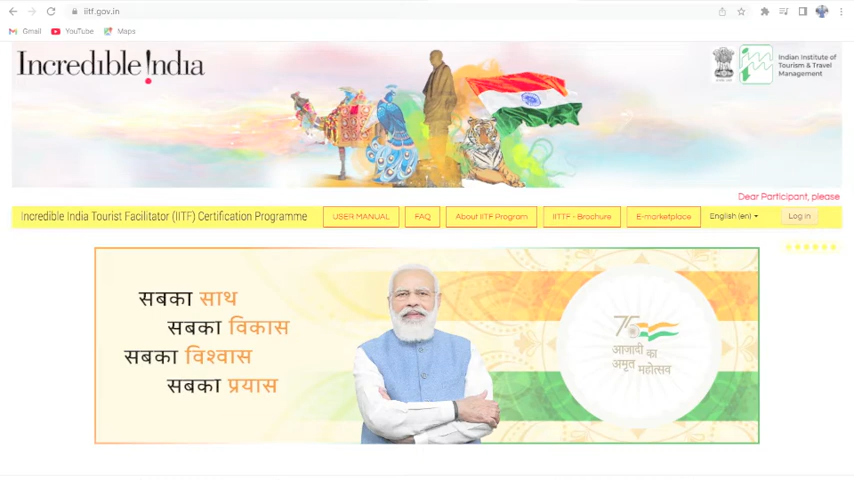 iitf.gov.in
Gmail YouTube Maps
Incredible !ndia
Indian Institute of
Tourism & Travel
Management
Dear Participant, please
Incredible India Tourist Facilitator (IITF) Certification Programme USER MANUAL FAQ About IITF Program IITTF - Brochure E-marketplace English (en) Log in
सबका साथ
सबका विकास
सबका विश्वास
सबका प्रयास
75
आज़ादी का
अमृत महोत्सव